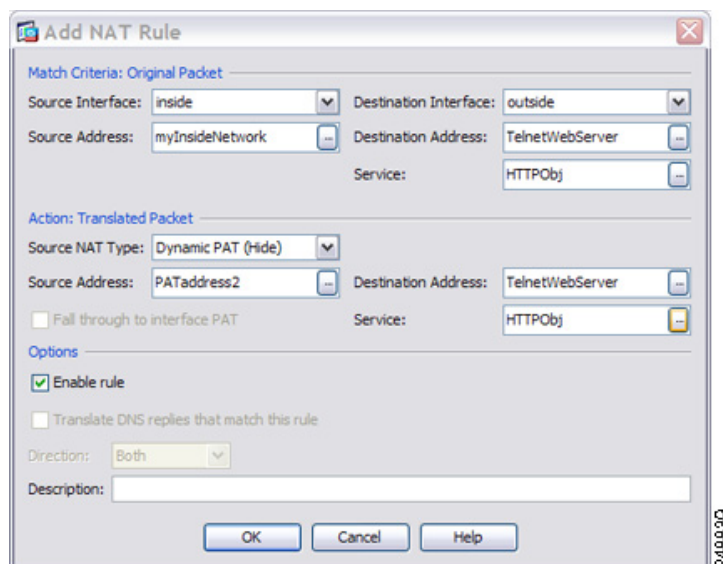 Add NAT Rule
Match Criteria: Original Packet
Source Interface: inside Destination Interface: outside
Source Address: myInsideNetwork ... Destination Address: TelnetWebServer ...
Service: HTTPObj ...
Action: Translated Packet
Source NAT Type: Dynamic PAT (Hide)
Source Address: PATaddress2 ... Destination Address: TelnetWebServer ...
Fall through to interface PAT Service: HTTPObj ...
Options
Enable rule
Translate DNS replies that match this rule
Direction: Both
Description:
OK Cancel Help